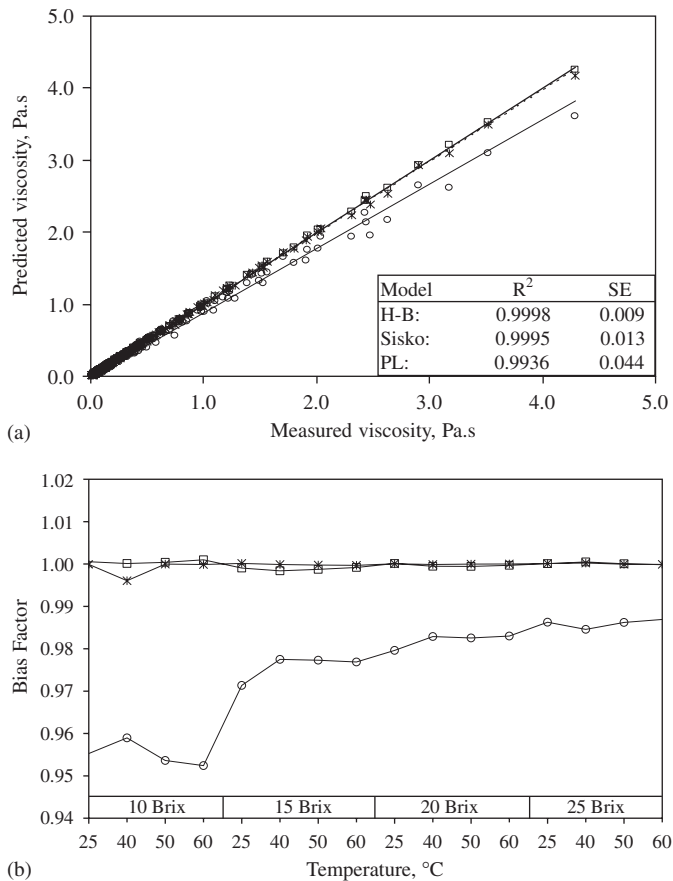 5.0
4.0
3.0
2.0
1.0
0.0
Predicted viscosity, Pa.s
Model R² SE
H-B: 0.9998 0.009
Sisko: 0.9995 0.013
PL: 0.9936 0.044
0.0 1.0 2.0 3.0 4.0 5.0
(a)
Measured viscosity, Pa.s
1.02
1.01
1.00
0.99
0.98
0.97
0.96
0.95
0.94
Bias Factor
10 Brix 15 Brix 20 Brix 25 Brix
25 40 50 60 25 40 50 60 25 40 50 60 25 40 50 60
(b)
Temperature, °C